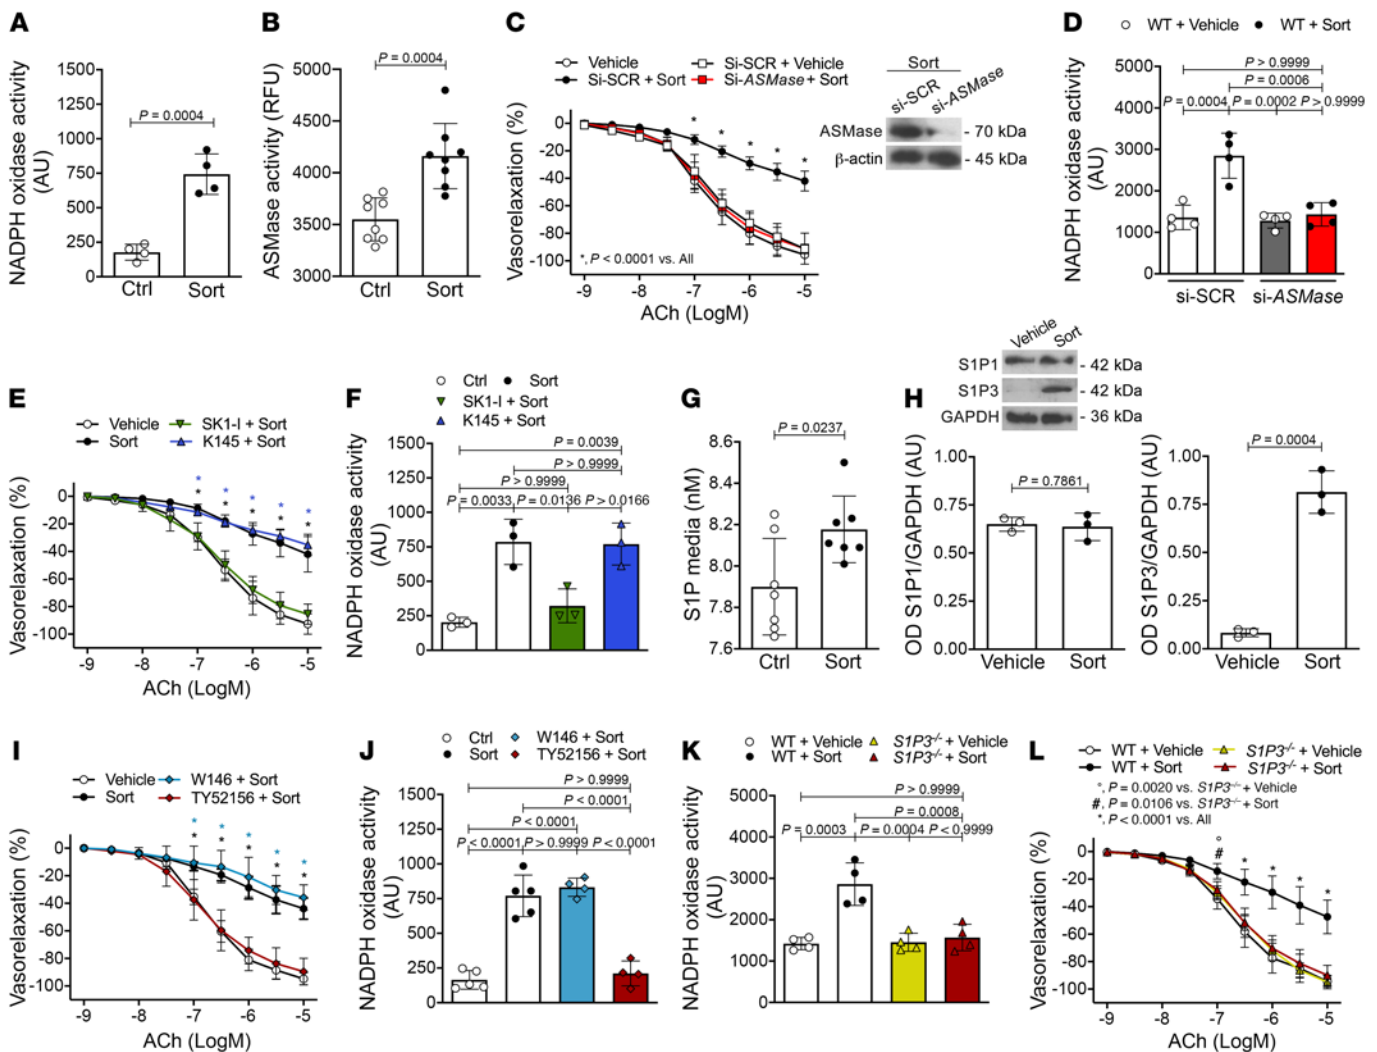 A
NADPH oxidase activity
(AU)
1500
1250
1000
750
500
250
0
P = 0.0004
Ctrl
Sort
B
ASMase activity (RFU)
5000
4500
4000
3500
3000
P = 0.0004
Ctrl
Sort
C
Vehicle
Si-SCR + Vehicle
Si-SCR + Sort
Si-ASMase + Sort
Vasorelaxation (%)
0
-20
-40
-60
-80
-100
* * * * *
*, P < 0.0001 vs. All
-9 -8 -7 -6 -5
ACh (LogM)
Sort
si-SCR
si-ASMase
ASMase
- 70 kDa
β-actin
- 45 kDa
D
WT + Vehicle
WT + Sort
NADPH oxidase activity
(AU)
5000
4000
3000
2000
1000
0
P > 0.9999
P = 0.0006
P = 0.0004 P = 0.0002 P > 0.9999
si-SCR
si-ASMase
E
Vehicle
SK1-I + Sort
Sort
K145 + Sort
Vasorelaxation (%)
0
-20
-40
-60
-80
-100
* * * * *
* * * * *
-9 -8 -7 -6 -5
ACh (LogM)
F
Ctrl
Sort
SK1-I + Sort
K145 + Sort
NADPH oxidase activity
(AU)
1500
1250
1000
750
500
250
0
P = 0.0039
P > 0.9999
P > 0.9999
P = 0.0033 P = 0.0136 P > 0.0166
G
S1P media (nM)
8.6
8.4
8.2
8.0
7.8
7.6
P = 0.0237
Ctrl
Sort
H
Vehicle
Sort
S1P1
- 42 kDa
S1P3
- 42 kDa
GAPDH
- 36 kDa
OD S1P1/GAPDH (AU)
1.00
0.75
0.50
0.25
0.00
P = 0.7861
Vehicle
Sort
OD S1P3/GAPDH (AU)
1.00
0.75
0.50
0.25
0.00
P = 0.0004
Vehicle
Sort
I
Vehicle
W146 + Sort
Sort
TY52156 + Sort
Vasorelaxation (%)
0
-20
-40
-60
-80
-100
* * * * *
* * * * *
-9 -8 -7 -6 -5
ACh (LogM)
J
Ctrl
W146 + Sort
Sort
TY52156 + Sort
NADPH oxidase activity
(AU)
1500
1250
1000
750
500
250
0
P > 0.9999
P < 0.0001
P < 0.0001
P < 0.0001 P > 0.9999 P < 0.0001
K
WT + Vehicle
S1P3-/- + Vehicle
WT + Sort
S1P3-/- + Sort
NADPH oxidase activity
(AU)
5000
4000
3000
2000
1000
0
P > 0.9999
P = 0.0008
P = 0.0003 P = 0.0004 P < 0.9999
L
WT + Vehicle
S1P3-/- + Vehicle
WT + Sort
S1P3-/- + Sort
°, P = 0.0020 vs. S1P3-/- + Vehicle
#, P = 0.0106 vs. S1P3-/- + Sort
*, P < 0.0001 vs. All
Vasorelaxation (%)
0
-20
-40
-60
-80
-100
°
# * * * *
-9 -8 -7 -6 -5
ACh (LogM)